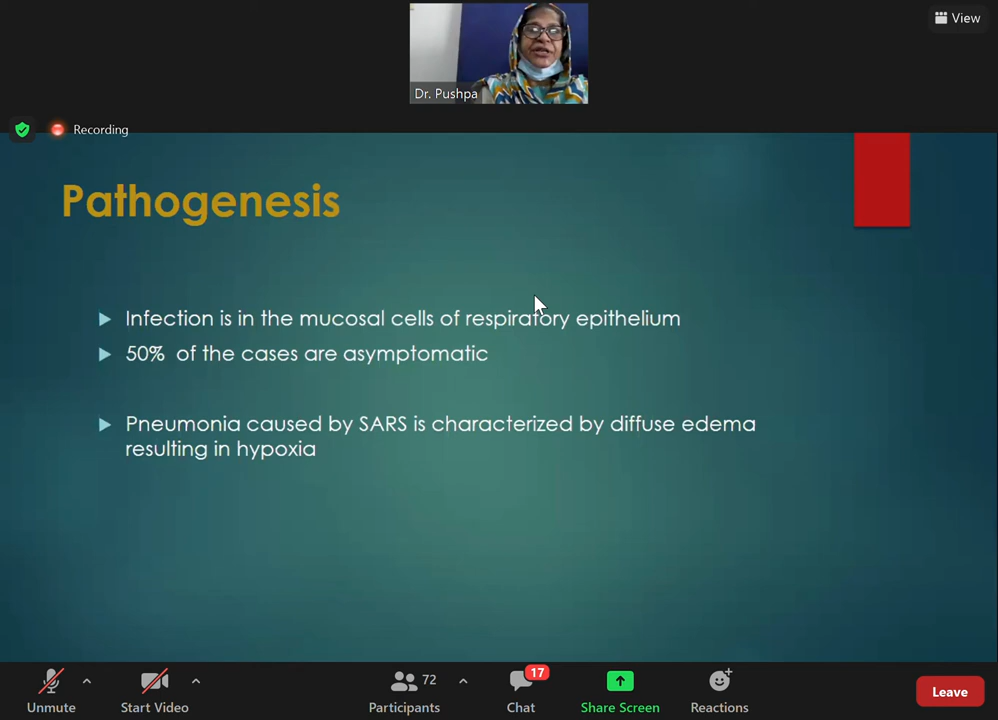 View
Dr. Pushpa
Recording
Pathogenesis
Infection is in the mucosal cells of respiratory epithelium
50% of the cases are asymptomatic
Pneumonia caused by SARS is characterized by diffuse edema
resulting in hypoxia
17
72
Unmute
Start Video
Participants
Chat
Share Screen
Reactions
Leave